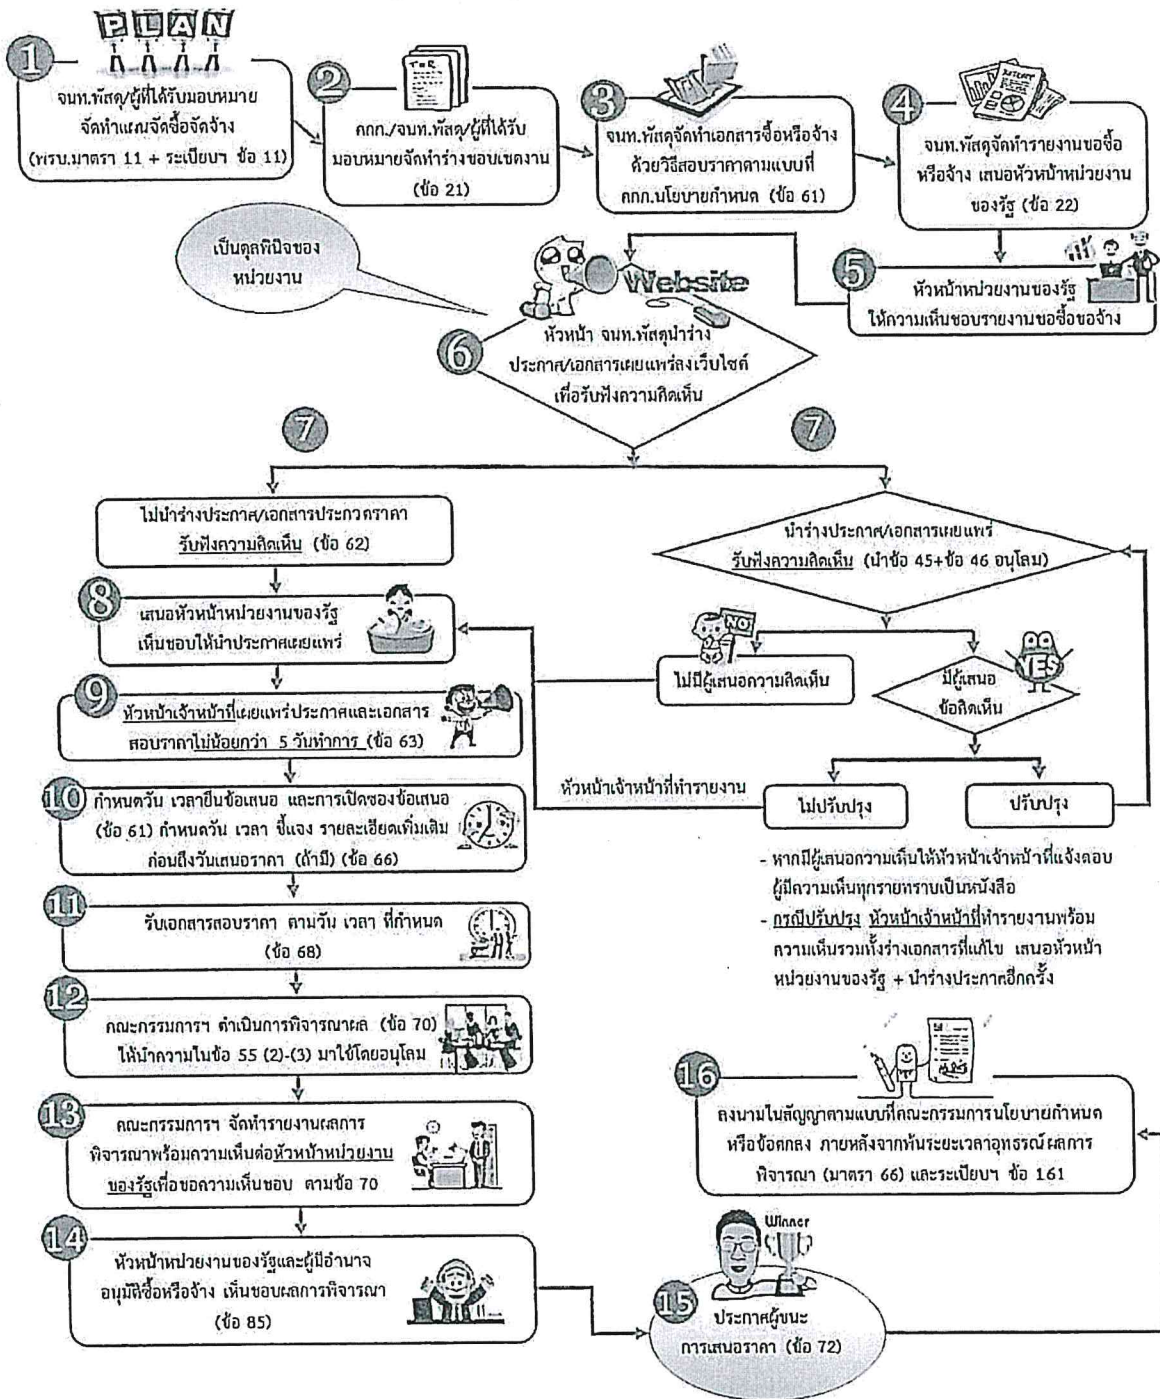 PLAN
1
จนท.พัสดุ/ผู้ที่ได้รับมอบหมาย
จัดทำแผนจัดซื้อจัดจ้าง
(พรบ.มาตรา 11 + ระเบียบฯ ข้อ 11)
2
TOR
คกก./จนท.พัสดุ/ผู้ที่ได้รับ
มอบหมายจัดทำร่างขอบเขตงาน
(ข้อ 21)
3
จนท.พัสดุจัดทำเอกสารซื้อหรือจ้าง
ด้วยวิธีสอบราคาตามแบบที่
คกก.นโยบายกำหนด (ข้อ 61)
4
จนท.พัสดุจัดทำรายงานขอซื้อ
หรือจ้าง เสนอหัวหน้าหน่วยงาน
ของรัฐ (ข้อ 22)
5
หัวหน้าหน่วยงานของรัฐ
ให้ความเห็นชอบรายงานขอซื้อขอจ้าง
เป็นดุลพินิจของ
หน่วยงาน
Website
6
หัวหน้า จนท.พัสดุนำร่าง
ประกาศ/เอกสารเผยแพร่ลงเว็บไซต์
เพื่อรับฟังความคิดเห็น
7
7
ไม่นำร่างประกาศ/เอกสารประกวดราคา
รับฟังความคิดเห็น (ข้อ 62)
นำร่างประกาศ/เอกสารเผยแพร่
รับฟังความคิดเห็น (นำข้อ 45+ข้อ 46 อนุโลม)
8
เสนอหัวหน้าหน่วยงานของรัฐ
เห็นชอบให้นำประกาศเผยแพร่
NO
ไม่มีผู้เสนอความคิดเห็น
YES
มีผู้เสนอ
ข้อคิดเห็น
9
หัวหน้าเจ้าหน้าที่เผยแพร่ประกาศและเอกสาร
สอบราคาไม่น้อยกว่า 5 วันทำการ (ข้อ 63)
หัวหน้าเจ้าหน้าที่ทำรายงาน
ไม่ปรับปรุง
ปรับปรุง
10
กำหนดวัน เวลายื่นข้อเสนอ และการเปิดซองข้อเสนอ
(ข้อ 61) กำหนดวัน เวลา ชี้แจง รายละเอียดเพิ่มเติม
ก่อนถึงวันเสนอราคา (ถ้ามี) (ข้อ 66)
- หากมีผู้เสนอความเห็นให้หัวหน้าเจ้าหน้าที่แจ้งตอบ
ผู้มีความเห็นทุกรายทราบเป็นหนังสือ
- กรณีปรับปรุง หัวหน้าเจ้าหน้าที่ทำรายงานพร้อม
ความเห็นรวมทั้งร่างเอกสารที่แก้ไข เสนอหัวหน้า
หน่วยงานของรัฐ + นำร่างประกาศอีกครั้ง
11
รับเอกสารสอบราคา ตามวัน เวลา ที่กำหนด
(ข้อ 68)
12
คณะกรรมการฯ ดำเนินการพิจารณาผล (ข้อ 70)
ให้นำความในข้อ 55 (2)-(3) มาใช้โดยอนุโลม
13
คณะกรรมการฯ จัดทำรายงานผลการ
พิจารณาพร้อมความเห็นต่อหัวหน้าหน่วยงาน
ของรัฐเพื่อขอความเห็นชอบ ตามข้อ 70
14
หัวหน้าหน่วยงานของรัฐและผู้มีอำนาจ
อนุมัติซื้อหรือจ้าง เห็นชอบผลการพิจารณา
(ข้อ 85)
16
ลงนามในสัญญาตามแบบที่คณะกรรมการนโยบายกำหนด
หรือข้อตกลง ภายหลังจากพ้นระยะเวลาอุทธรณ์ผลการ
พิจารณา (มาตรา 66) และระเบียบฯ ข้อ 161
Winner
15
ประกาศผู้ชนะ
การเสนอราคา (ข้อ 72)